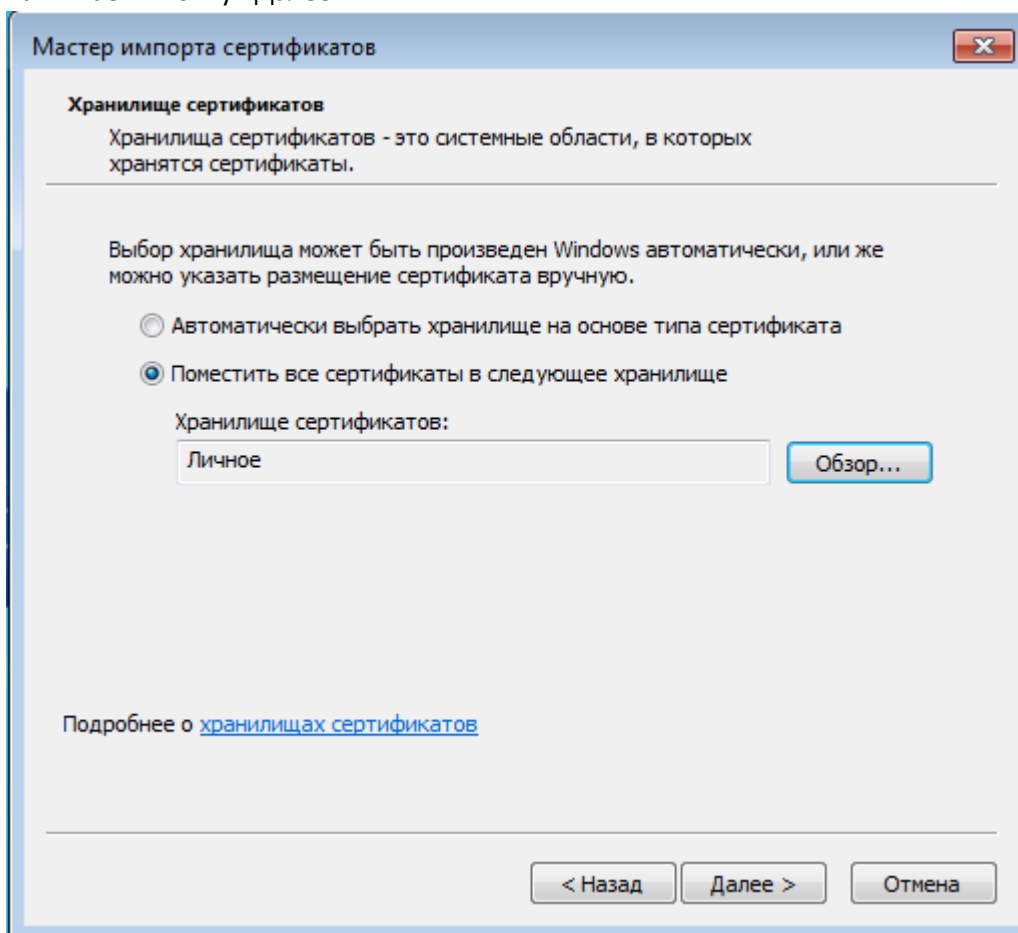 Мастер импорта сертификатов
Хранилище сертификатов
Хранилища сертификатов - это системные области, в которых
хранятся сертификаты.
Выбор хранилища может быть произведен Windows автоматически, или же
можно указать размещение сертификата вручную.
Автоматически выбрать хранилище на основе типа сертификата
Поместить все сертификаты в следующее хранилище
Хранилище сертификатов:
Личное
Обзор...
Подробнее о хранилищах сертификатов
< Назад
Далее >
Отмена